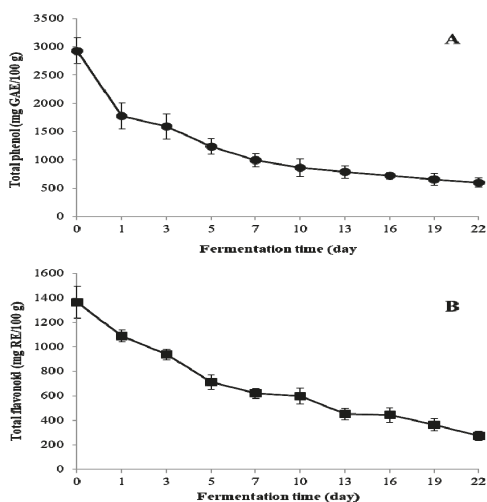 A
Total phenol (mg GAE/100 g)
3500
3000
2500
2000
1500
1000
500
0
0 1 3 5 7 10 13 16 19 22
Fermentation time (day
B
Total flavonoid (mg RE/100 g)
1600
1400
1200
1000
800
600
400
200
0
0 1 3 5 7 10 13 16 19 22
Fermentation time (day)